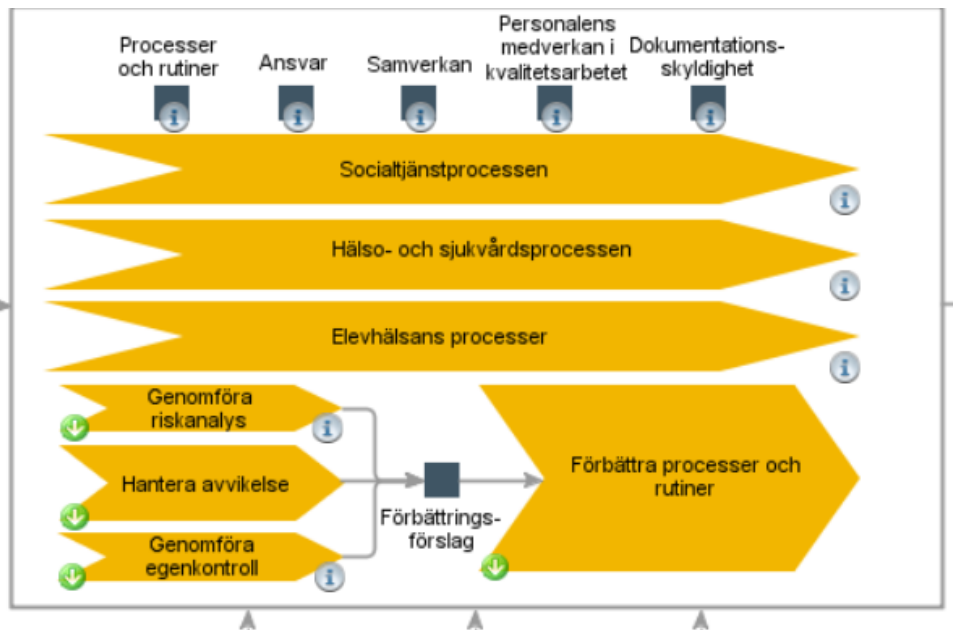 Processer
och rutiner
Ansvar
Samverkan
Personalens
medverkan i
kvalitetsarbetet
Dokumentations-
skyldighet
Socialtjänstprocessen
Hälso- och sjukvårdsprocessen
Elevhälsans processer
Genomföra
riskanalys
Hantera avvikelse
Genomföra
egenkontroll
Förbättrings-
förslag
Förbättra processer och
rutiner